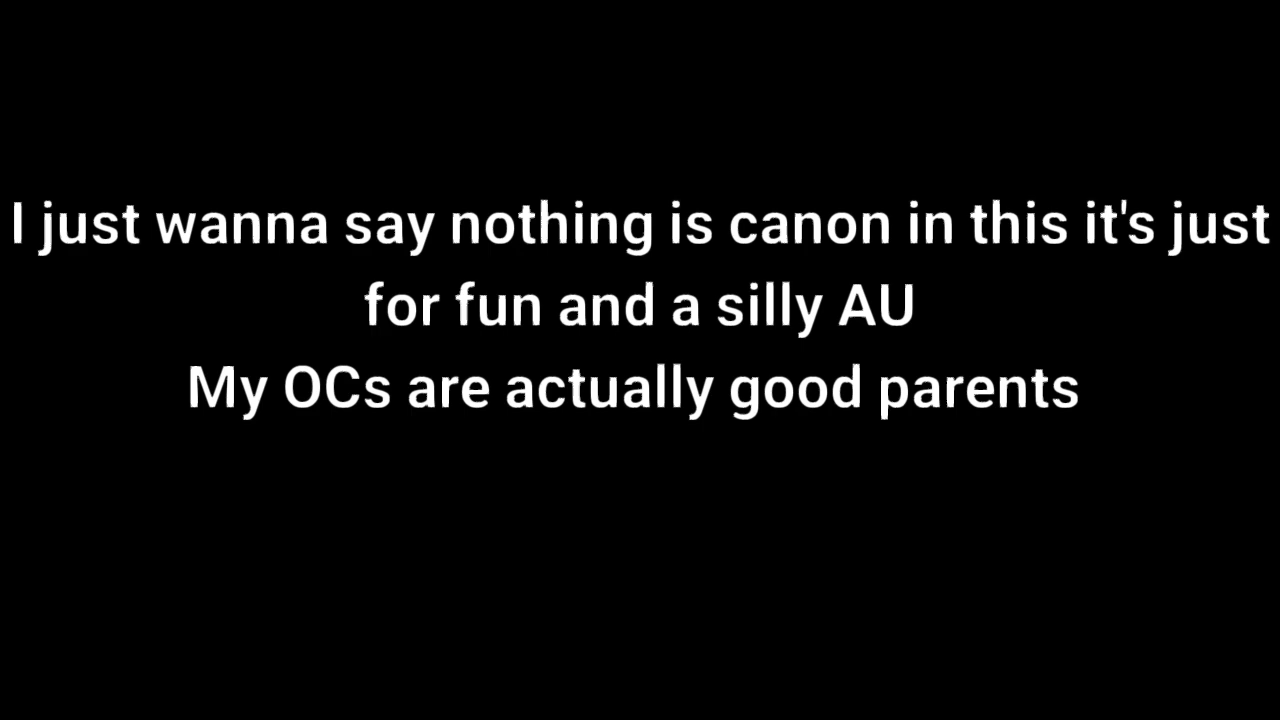 I just wanna say nothing is canon in this it's just
for fun and a silly AU
My OCs are actually good parents